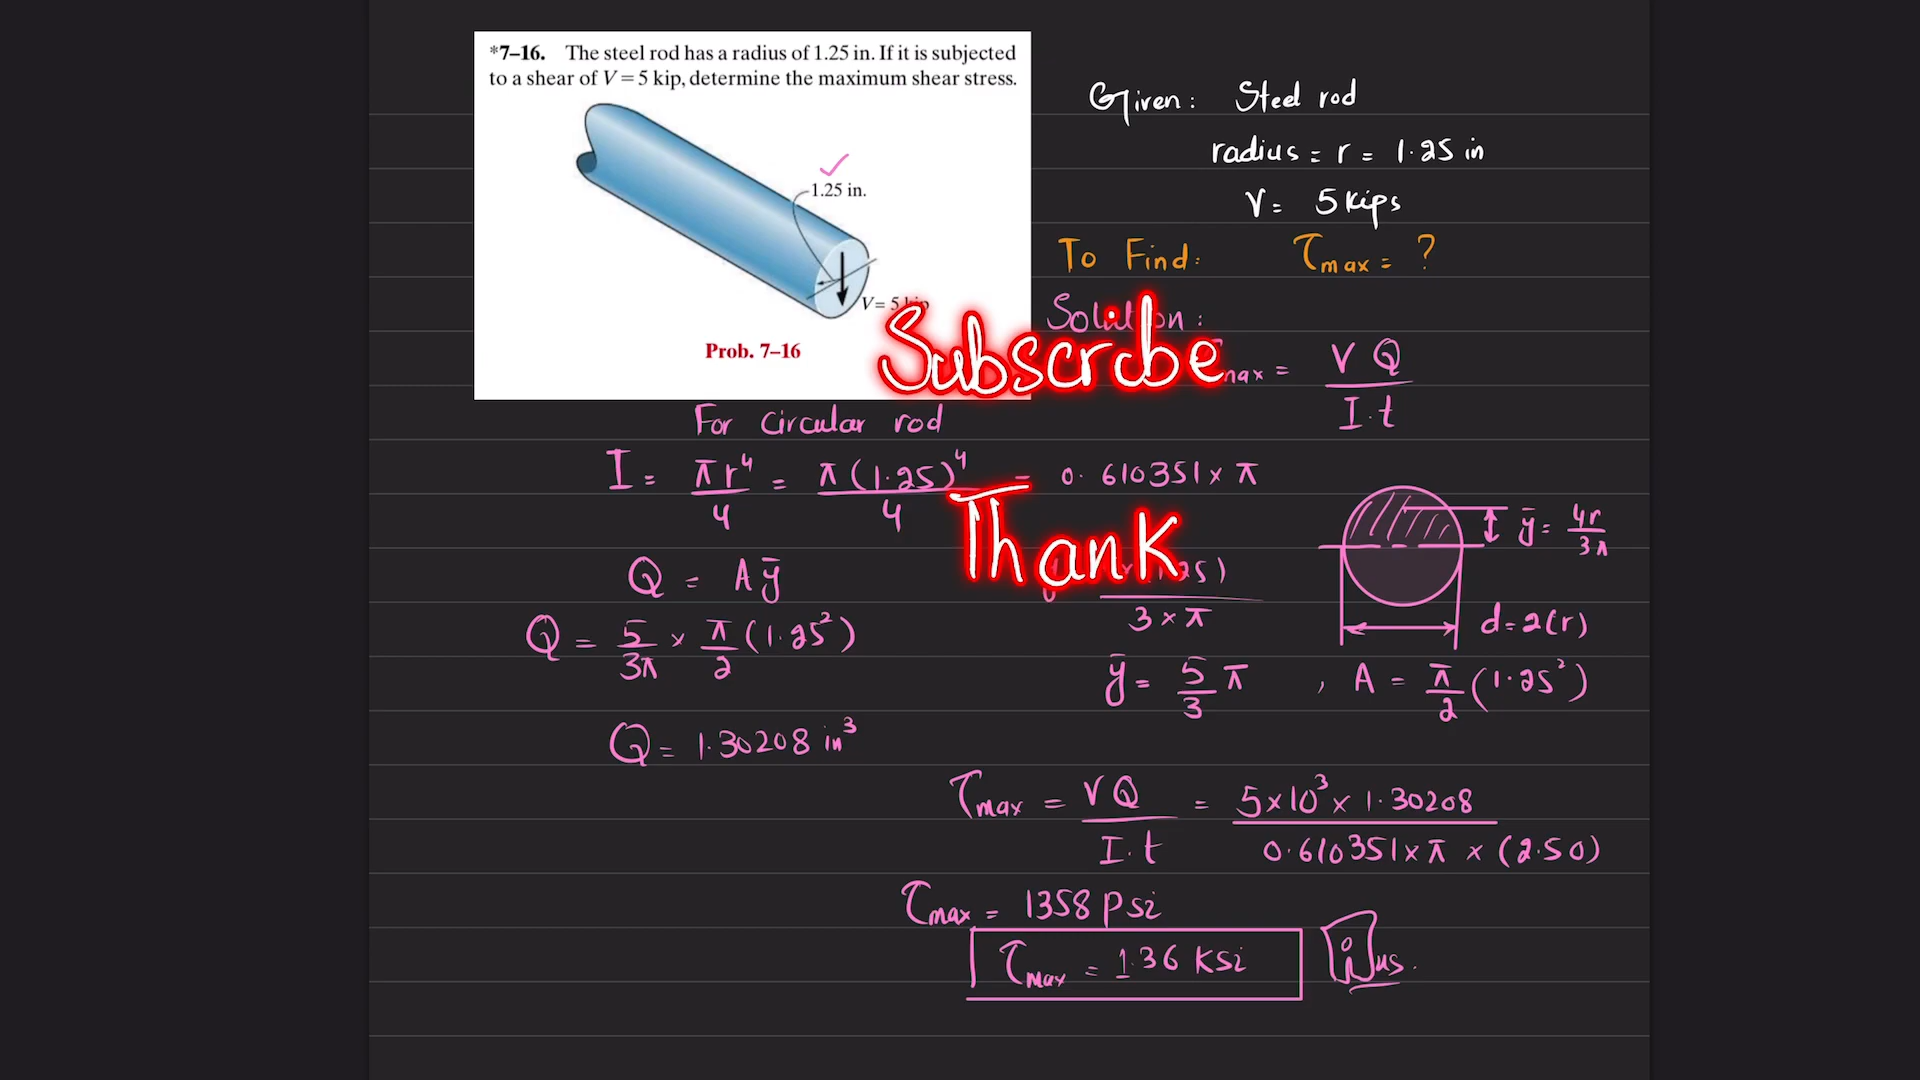 *7–16. The steel rod has a radius of 1.25 in. If it is subjected
to a shear of V = 5 kip, determine the maximum shear stress.
1.25 in.
V = 5 kip
Prob. 7–16
Given: Steel rod
radius = r = 1.25 in
V = 5 kips
To Find: τmax = ?
Solution:
max = VQ / I.t
Subscribe
For circular rod
I = πr⁴/4 = π(1.25)⁴/4 = 0.610351 × π
Thank
ȳ = 4r/3π
Q = Aȳ
3 × π
d = 2(r)
Q = 5/3π × π/2 (1.25²)
ȳ = 5/3 π , A = π/2 (1.25²)
Q = 1.30208 in³
τmax = VQ / I.t = 5×10³ × 1.30208 / 0.610351 × π × (2.50)
τmax = 1358 psi
τmax = 1.36 ksi